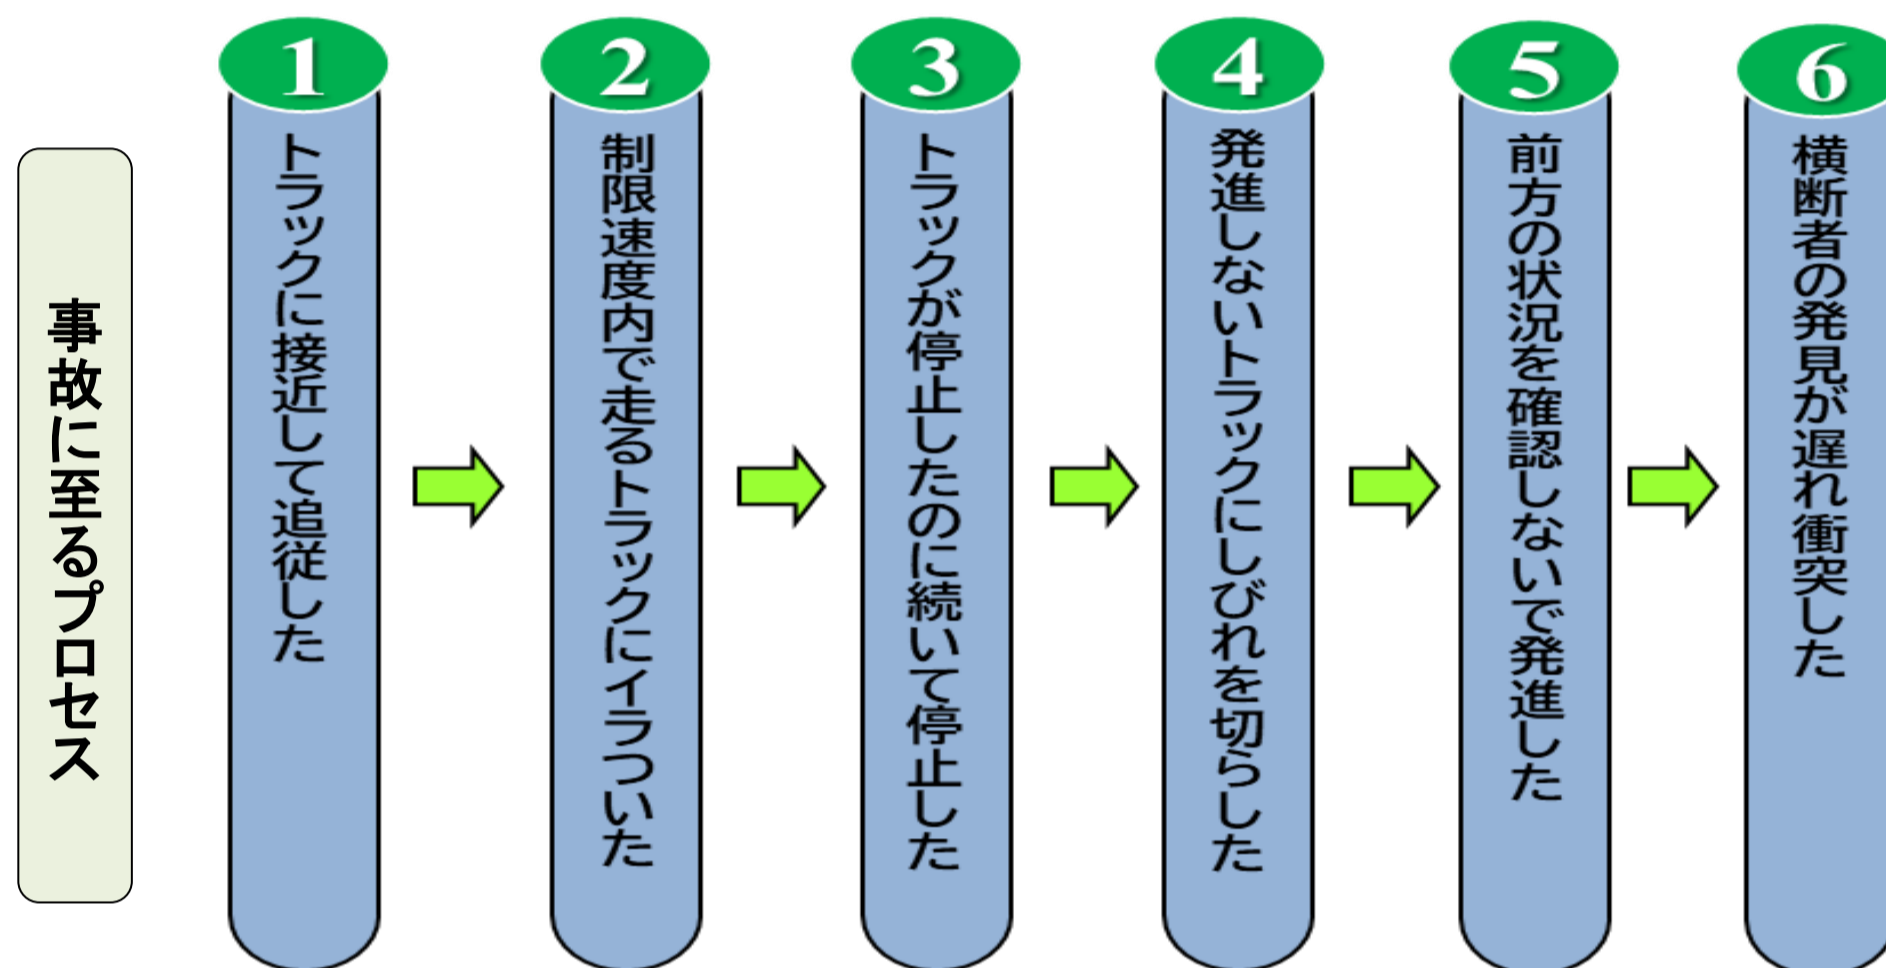 事故に至るプロセス
1
トラックに接近して追従した
2
制限速度内で走るトラックにイラついた
3
トラックが停止したのに続いて停止した
4
発進しないトラックにしびれを切らした
5
前方の状況を確認しないで発進した
6
横断者の発見が遅れ衝突した